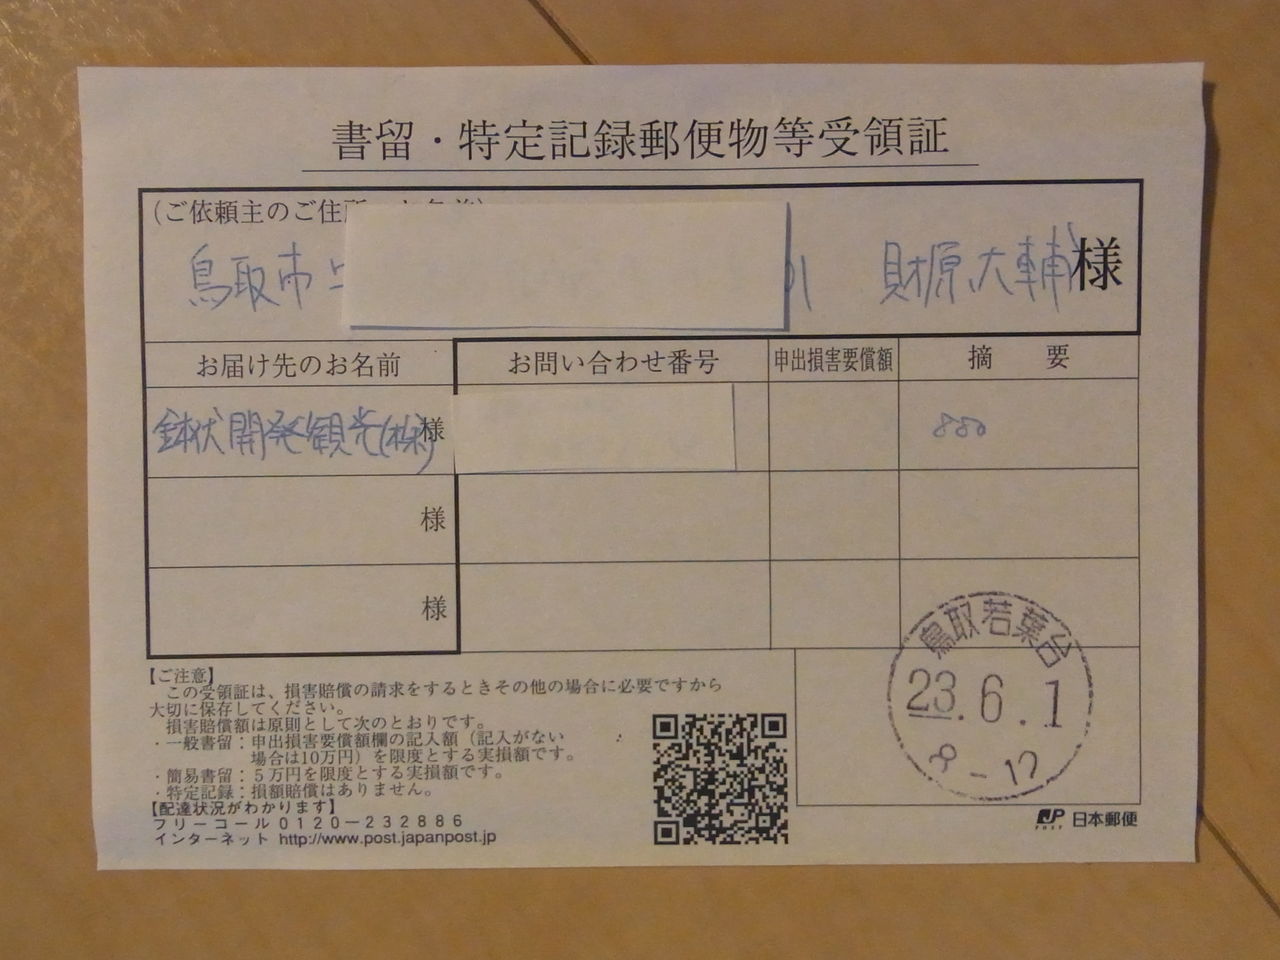 書留・特定記録郵便物等受領証
(ご依頼主のご住所
鳥取市 財原大輔 様
お届け先のお名前 お問い合わせ番号 申出損害要償額 摘 要
鉢伏開発観光(株) 様 880
様
様
【ご注意】
この受領証は、損害賠償の請求をするときその他の場合に必要ですから
大切に保存してください。
損害賠償額は原則として次のとおりです。
・一般書留：申出損害要償額欄の記入額（記入がない
場合は10万円）を限度とする実損額です。
・簡易書留：５万円を限度とする実損額です。
・特定記録：損額賠償はありません。
【配達状況がわかります】
フリーコール 0120-232886
インターネット http://www.post.japanpost.jp
鳥取若葉台
23.6.1
8-12
JP POST 日本郵便